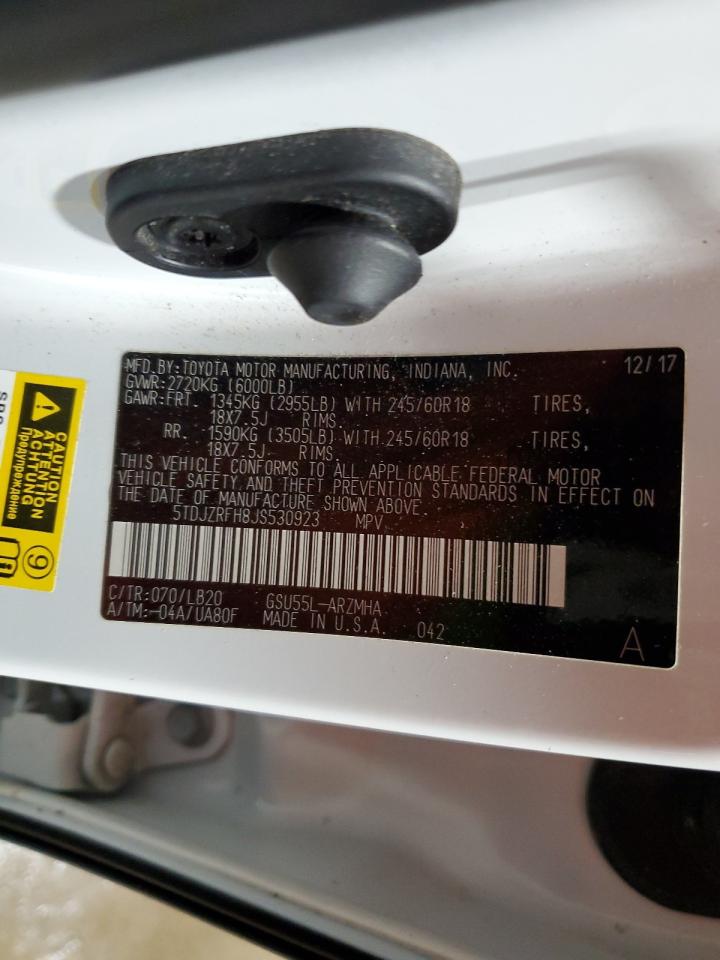 MFD.BY:TOYOTA MOTOR MANUFACTURING, INDIANA, INC. 12/17
GVWR:2720KG (6000LB)
GAWR:FRT. 1345KG (2955LB) WITH 245/60R18 TIRES,
18X7.5J RIMS.
RR. 1590KG (3505LB) WITH 245/60R18 TIRES,
18X7.5J RIMS.
THIS VEHICLE CONFORMS TO ALL APPLICABLE FEDERAL MOTOR
VEHICLE SAFETY AND THEFT PREVENTION STANDARDS IN EFFECT ON
THE DATE OF MANUFACTURE SHOWN ABOVE.
5TDJZRFH8JS530923 MPV
C/TR:070/LB20 GSU55L-ARZMHA
A/TM:-04A/UA80F MADE IN U.S.A. 042
A
CAUTION
ATTENTION
ACHTUNG
Предупреждение
9